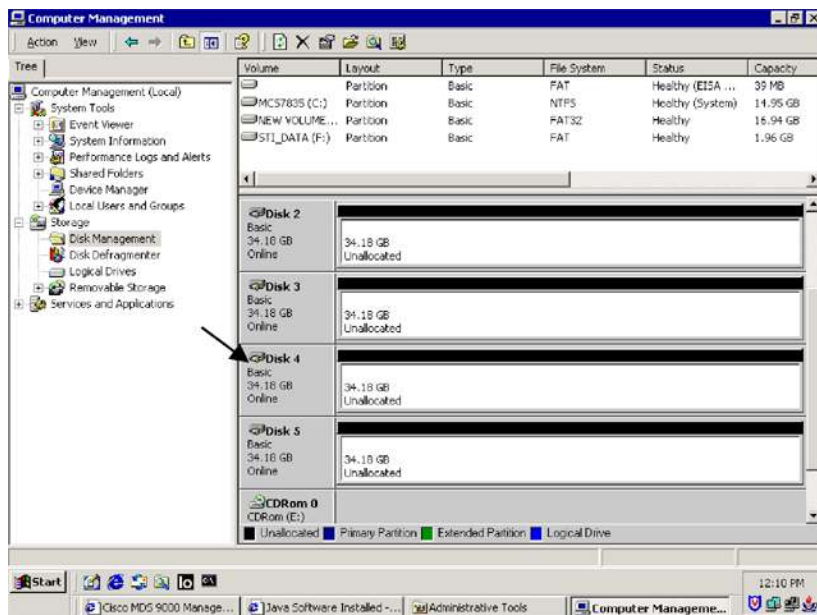 Computer Management
Action View
Tree
Computer Management (Local)
System Tools
Event Viewer
System Information
Performance Logs and Alerts
Shared Folders
Device Manager
Local Users and Groups
Storage
Disk Management
Disk Defragmenter
Logical Drives
Removable Storage
Services and Applications
Volume Layout Type File System Status Capacity
Partition Basic FAT Healthy (EISA ... 39 MB
MCS7835 (C:) Partition Basic NTFS Healthy (System) 14.95 GB
NEW VOLUME... Partition Basic FAT32 Healthy 16.94 GB
STI_DATA (F:) Partition Basic FAT Healthy 1.96 GB
Disk 2
Basic
34.18 GB
Online
34.18 GB
Unallocated
Disk 3
Basic
34.18 GB
Online
34.18 GB
Unallocated
Disk 4
Basic
34.18 GB
Online
34.18 GB
Unallocated
Disk 5
Basic
34.18 GB
Online
34.18 GB
Unallocated
CDRom 0
CDRom (E:)
Unallocated Primary Partition Extended Partition Logical Drive
Start
12:10 PM
Cisco MDS 9000 Manage... Java Software Installed -... Administrative Tools Computer Manageme...